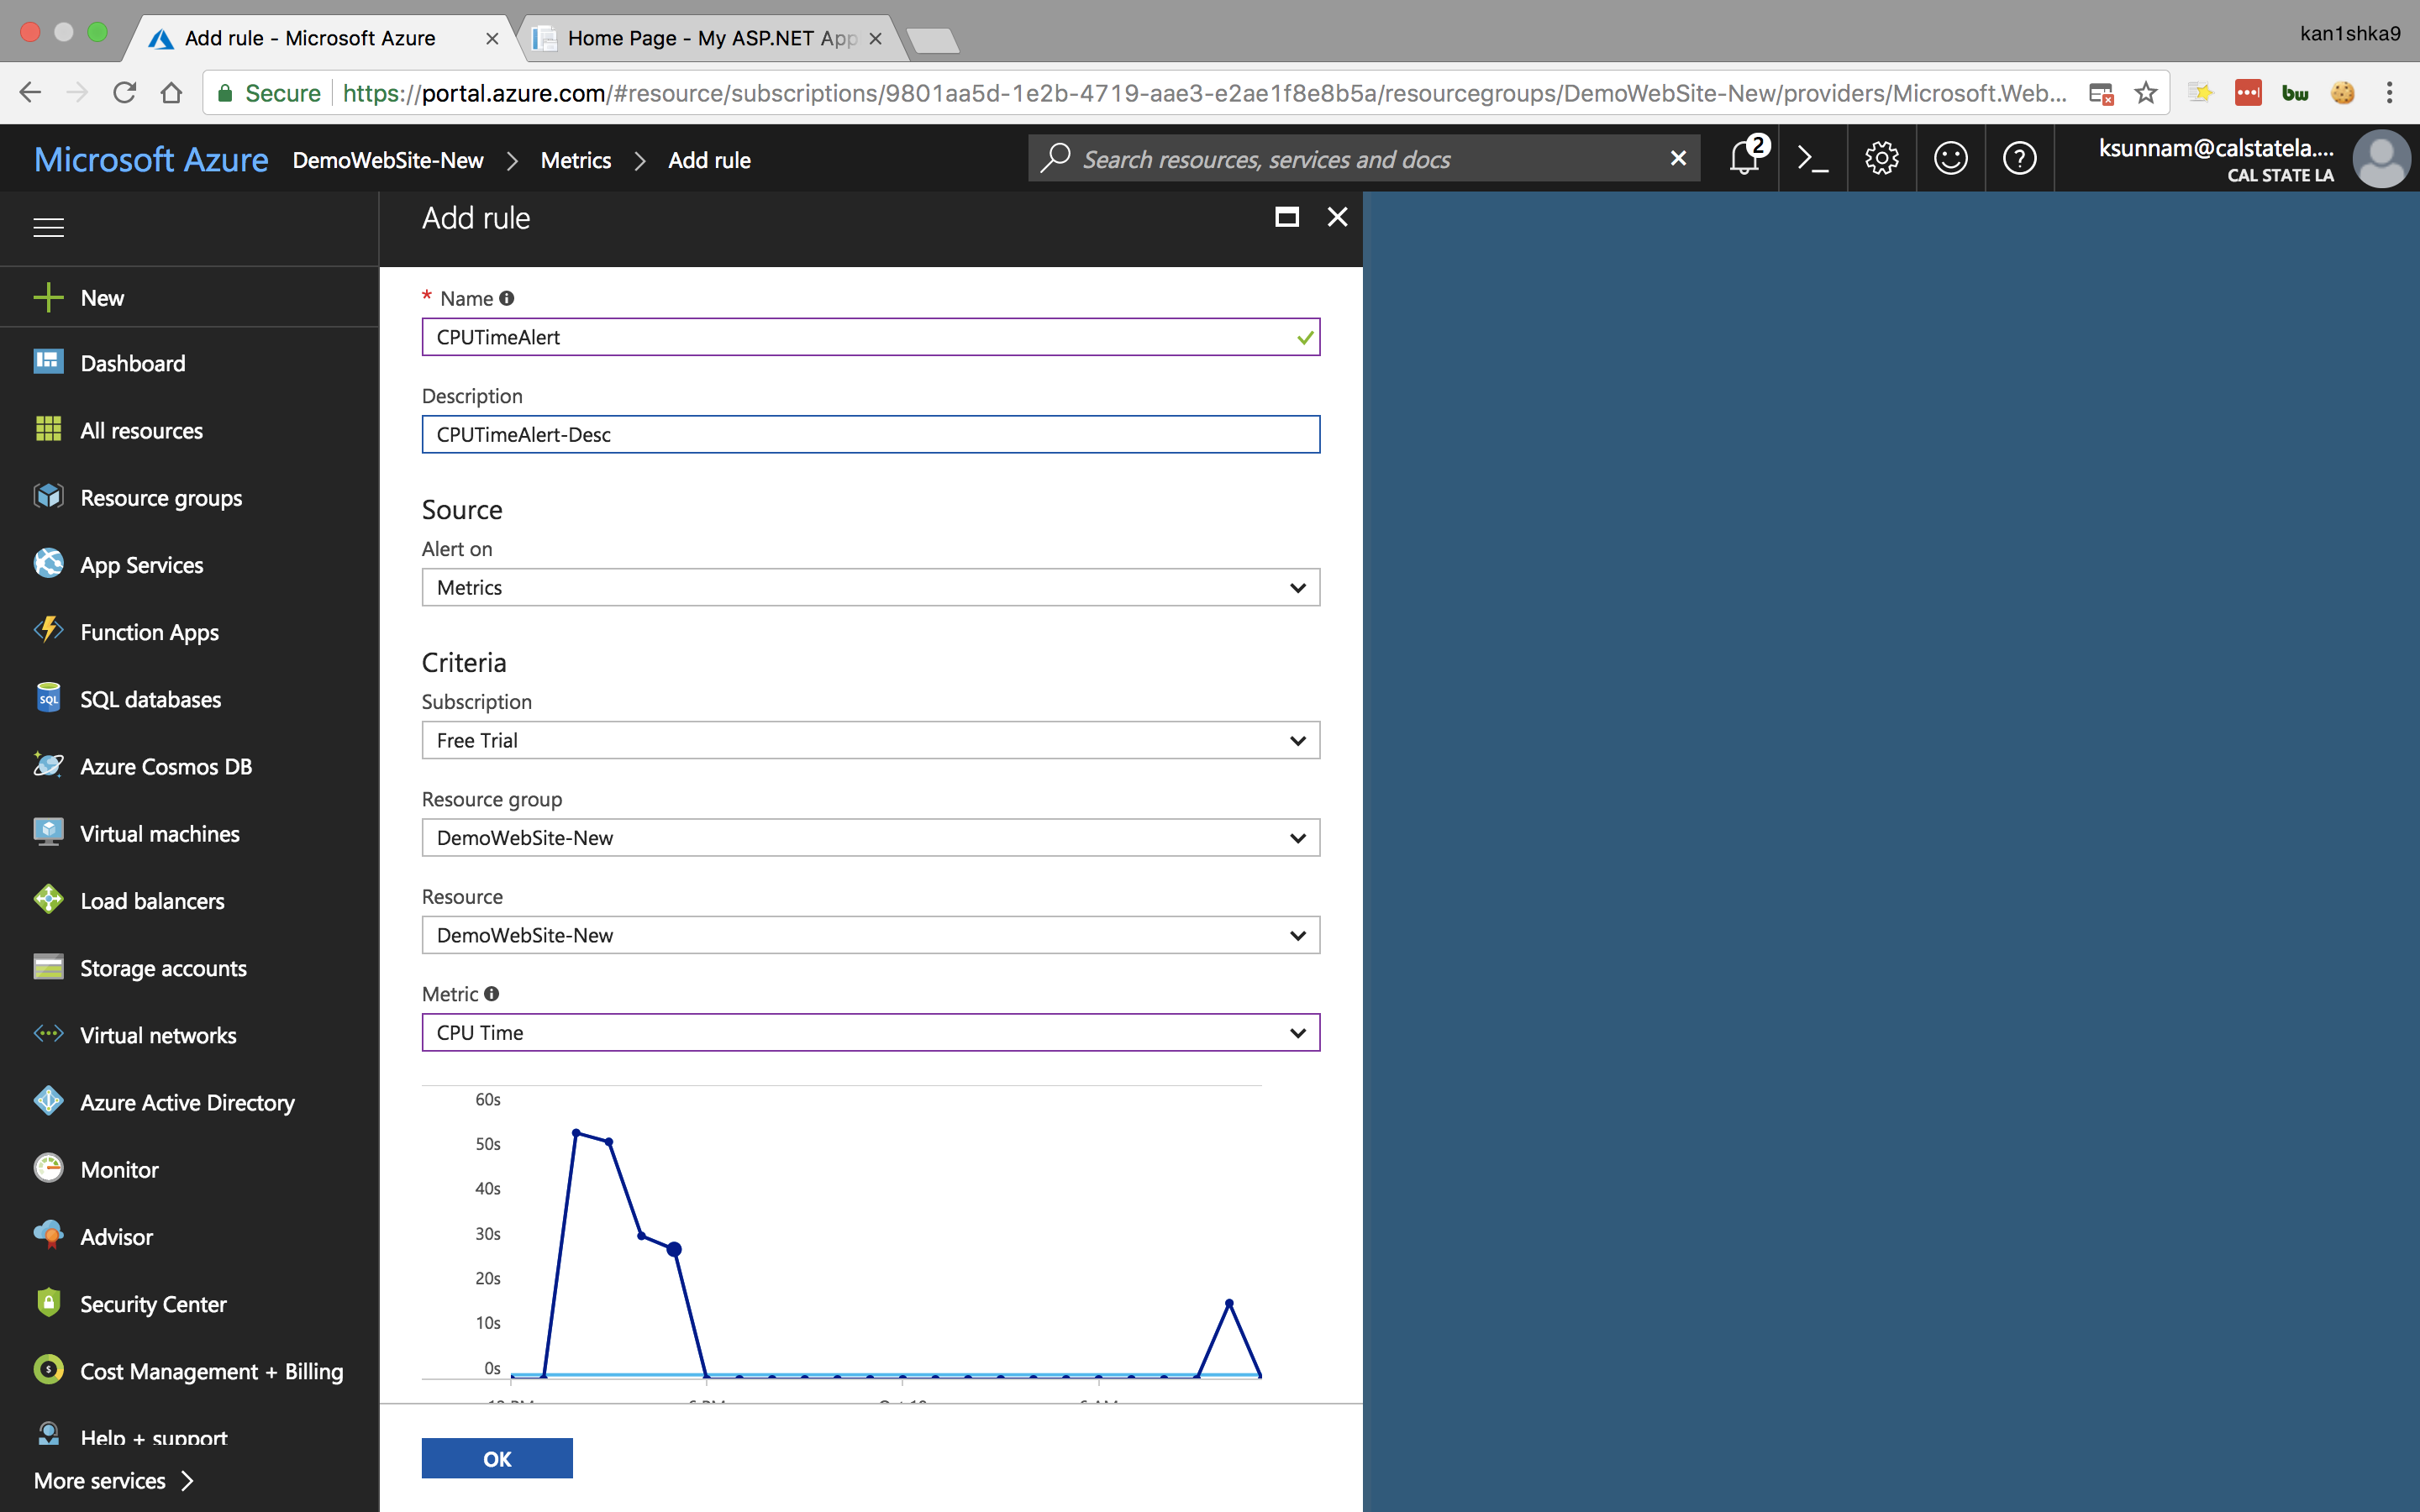 Add rule - Microsoft Azure
Home Page - My ASP.NET App
kan1shka9
Secure
https://portal.azure.com/#resource/subscriptions/9801aa5d-1e2b-4719-aae3-e2ae1f8e8b5a/resourcegroups/DemoWebSite-New/providers/Microsoft.Web...
bw
Microsoft Azure
DemoWebSite-New
Metrics
Add rule
Search resources, services and docs
2
ksunnam@calstatela....
CAL STATE LA
Add rule
New
Dashboard
All resources
Resource groups
App Services
Function Apps
SQL
SQL databases
Azure Cosmos DB
Virtual machines
Load balancers
Storage accounts
Virtual networks
Azure Active Directory
Monitor
Advisor
Security Center
Cost Management + Billing
Help + support
More services
* Name
CPUTimeAlert
Description
CPUTimeAlert-Desc
Source
Alert on
Metrics
Criteria
Subscription
Free Trial
Resource group
DemoWebSite-New
Resource
DemoWebSite-New
Metric
CPU Time
60s
50s
40s
30s
20s
10s
0s
OK